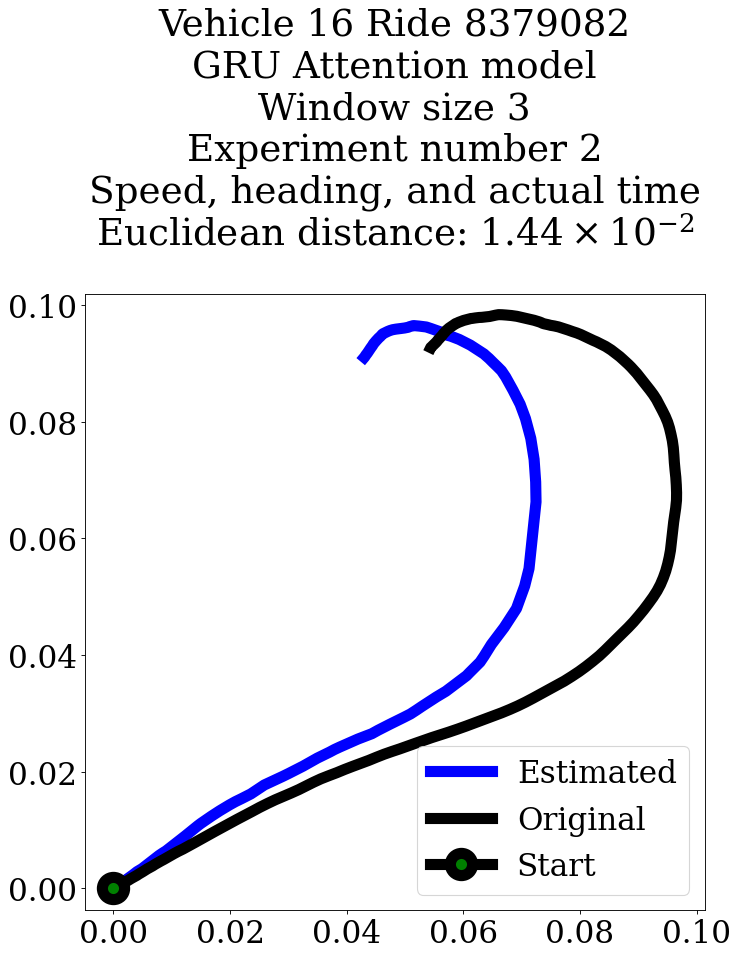 Vehicle 16 Ride 8379082
GRU Attention model
Window size 3
Experiment number 2
Speed, heading, and actual time
Euclidean distance: 1.44 × 10⁻²
0.10
0.08
0.06
0.04
0.02
0.00
Estimated
Original
Start
0.00 0.02 0.04 0.06 0.08 0.10